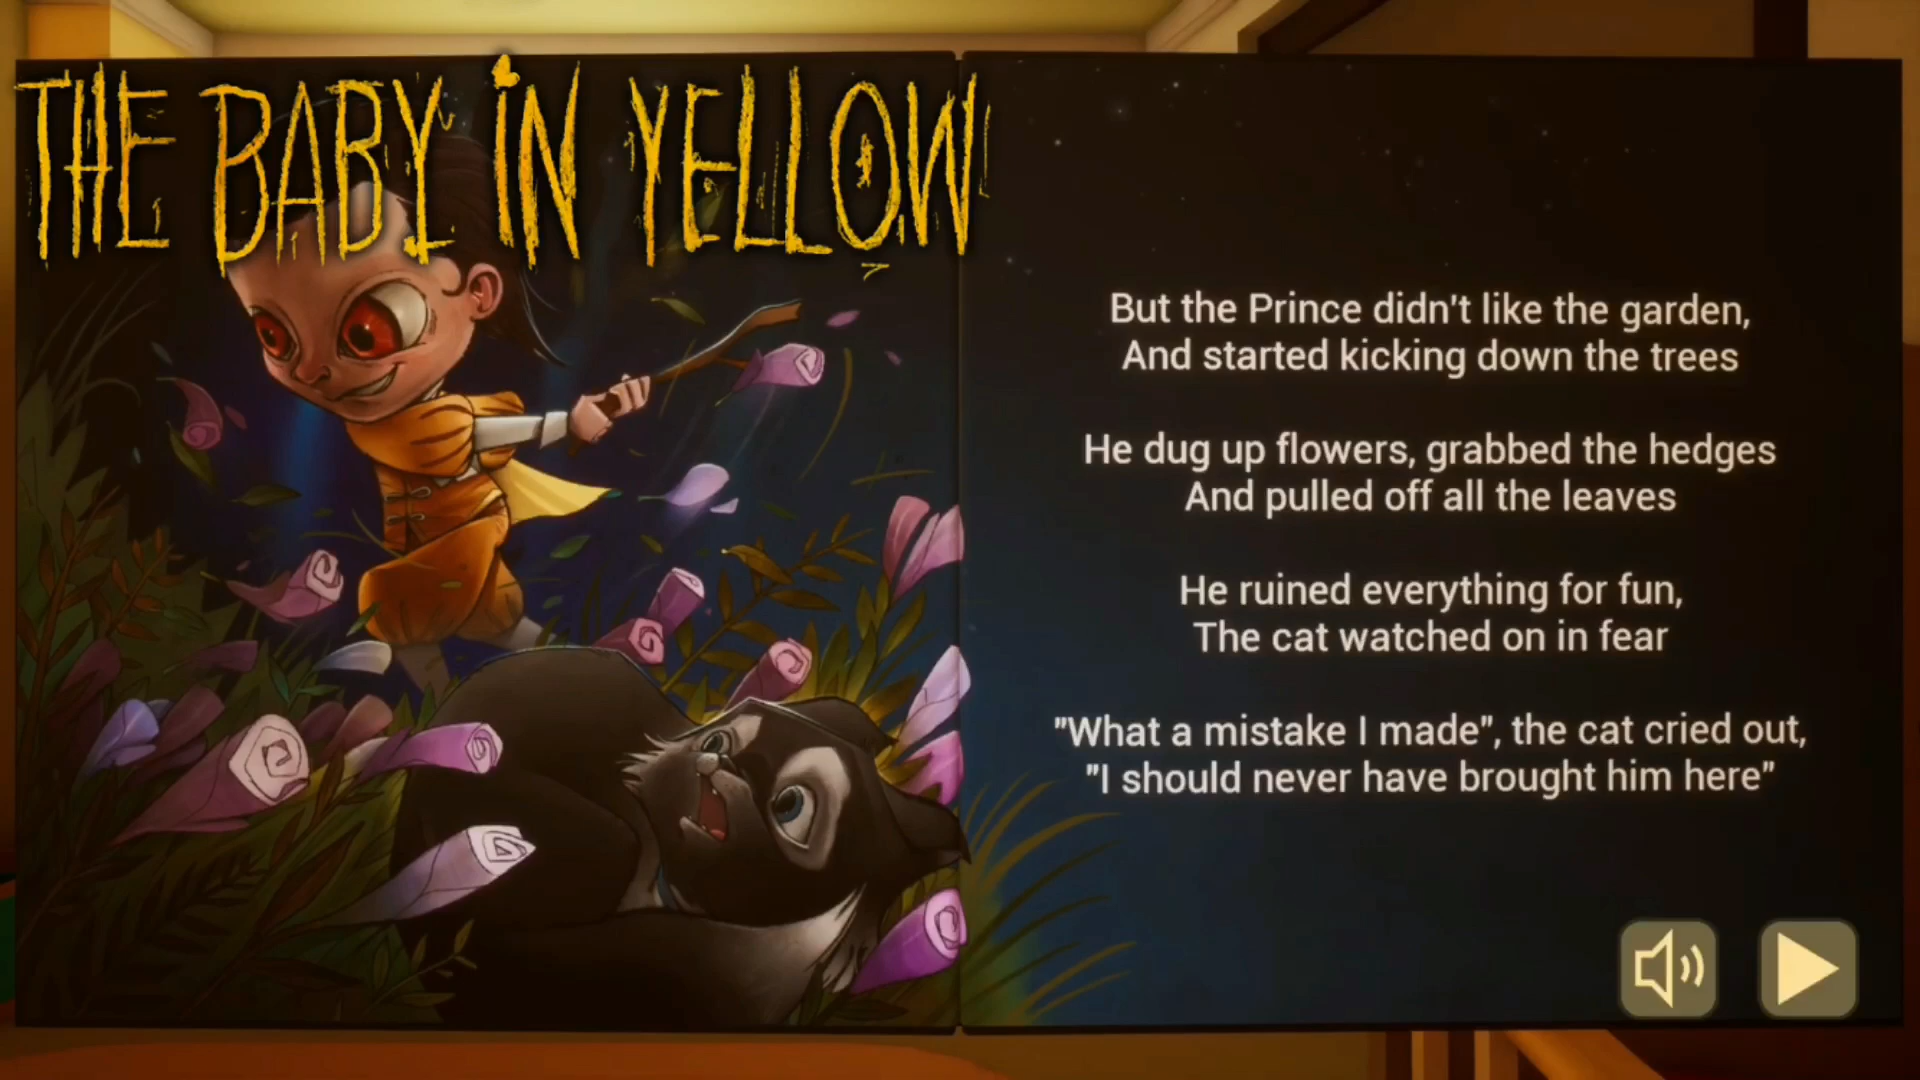 THE BABY iN YELLOW
But the Prince didn't like the garden,
And started kicking down the trees
He dug up flowers, grabbed the hedges
And pulled off all the leaves
He ruined everything for fun,
The cat watched on in fear
"What a mistake I made", the cat cried out,
"I should never have brought him here"